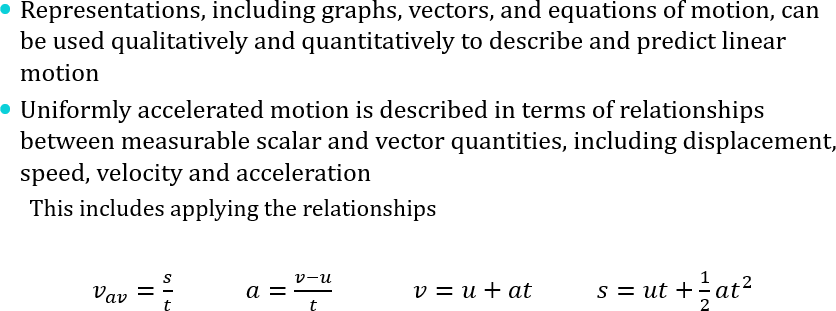 • Representations, including graphs, vectors, and equations of motion, can
be used qualitatively and quantitatively to describe and predict linear
motion
• Uniformly accelerated motion is described in terms of relationships
between measurable scalar and vector quantities, including displacement,
speed, velocity and acceleration
This includes applying the relationships
v_{av} = \frac{s}{t}   a = \frac{v-u}{t}   v = u + at   s = ut + \frac{1}{2}at^2